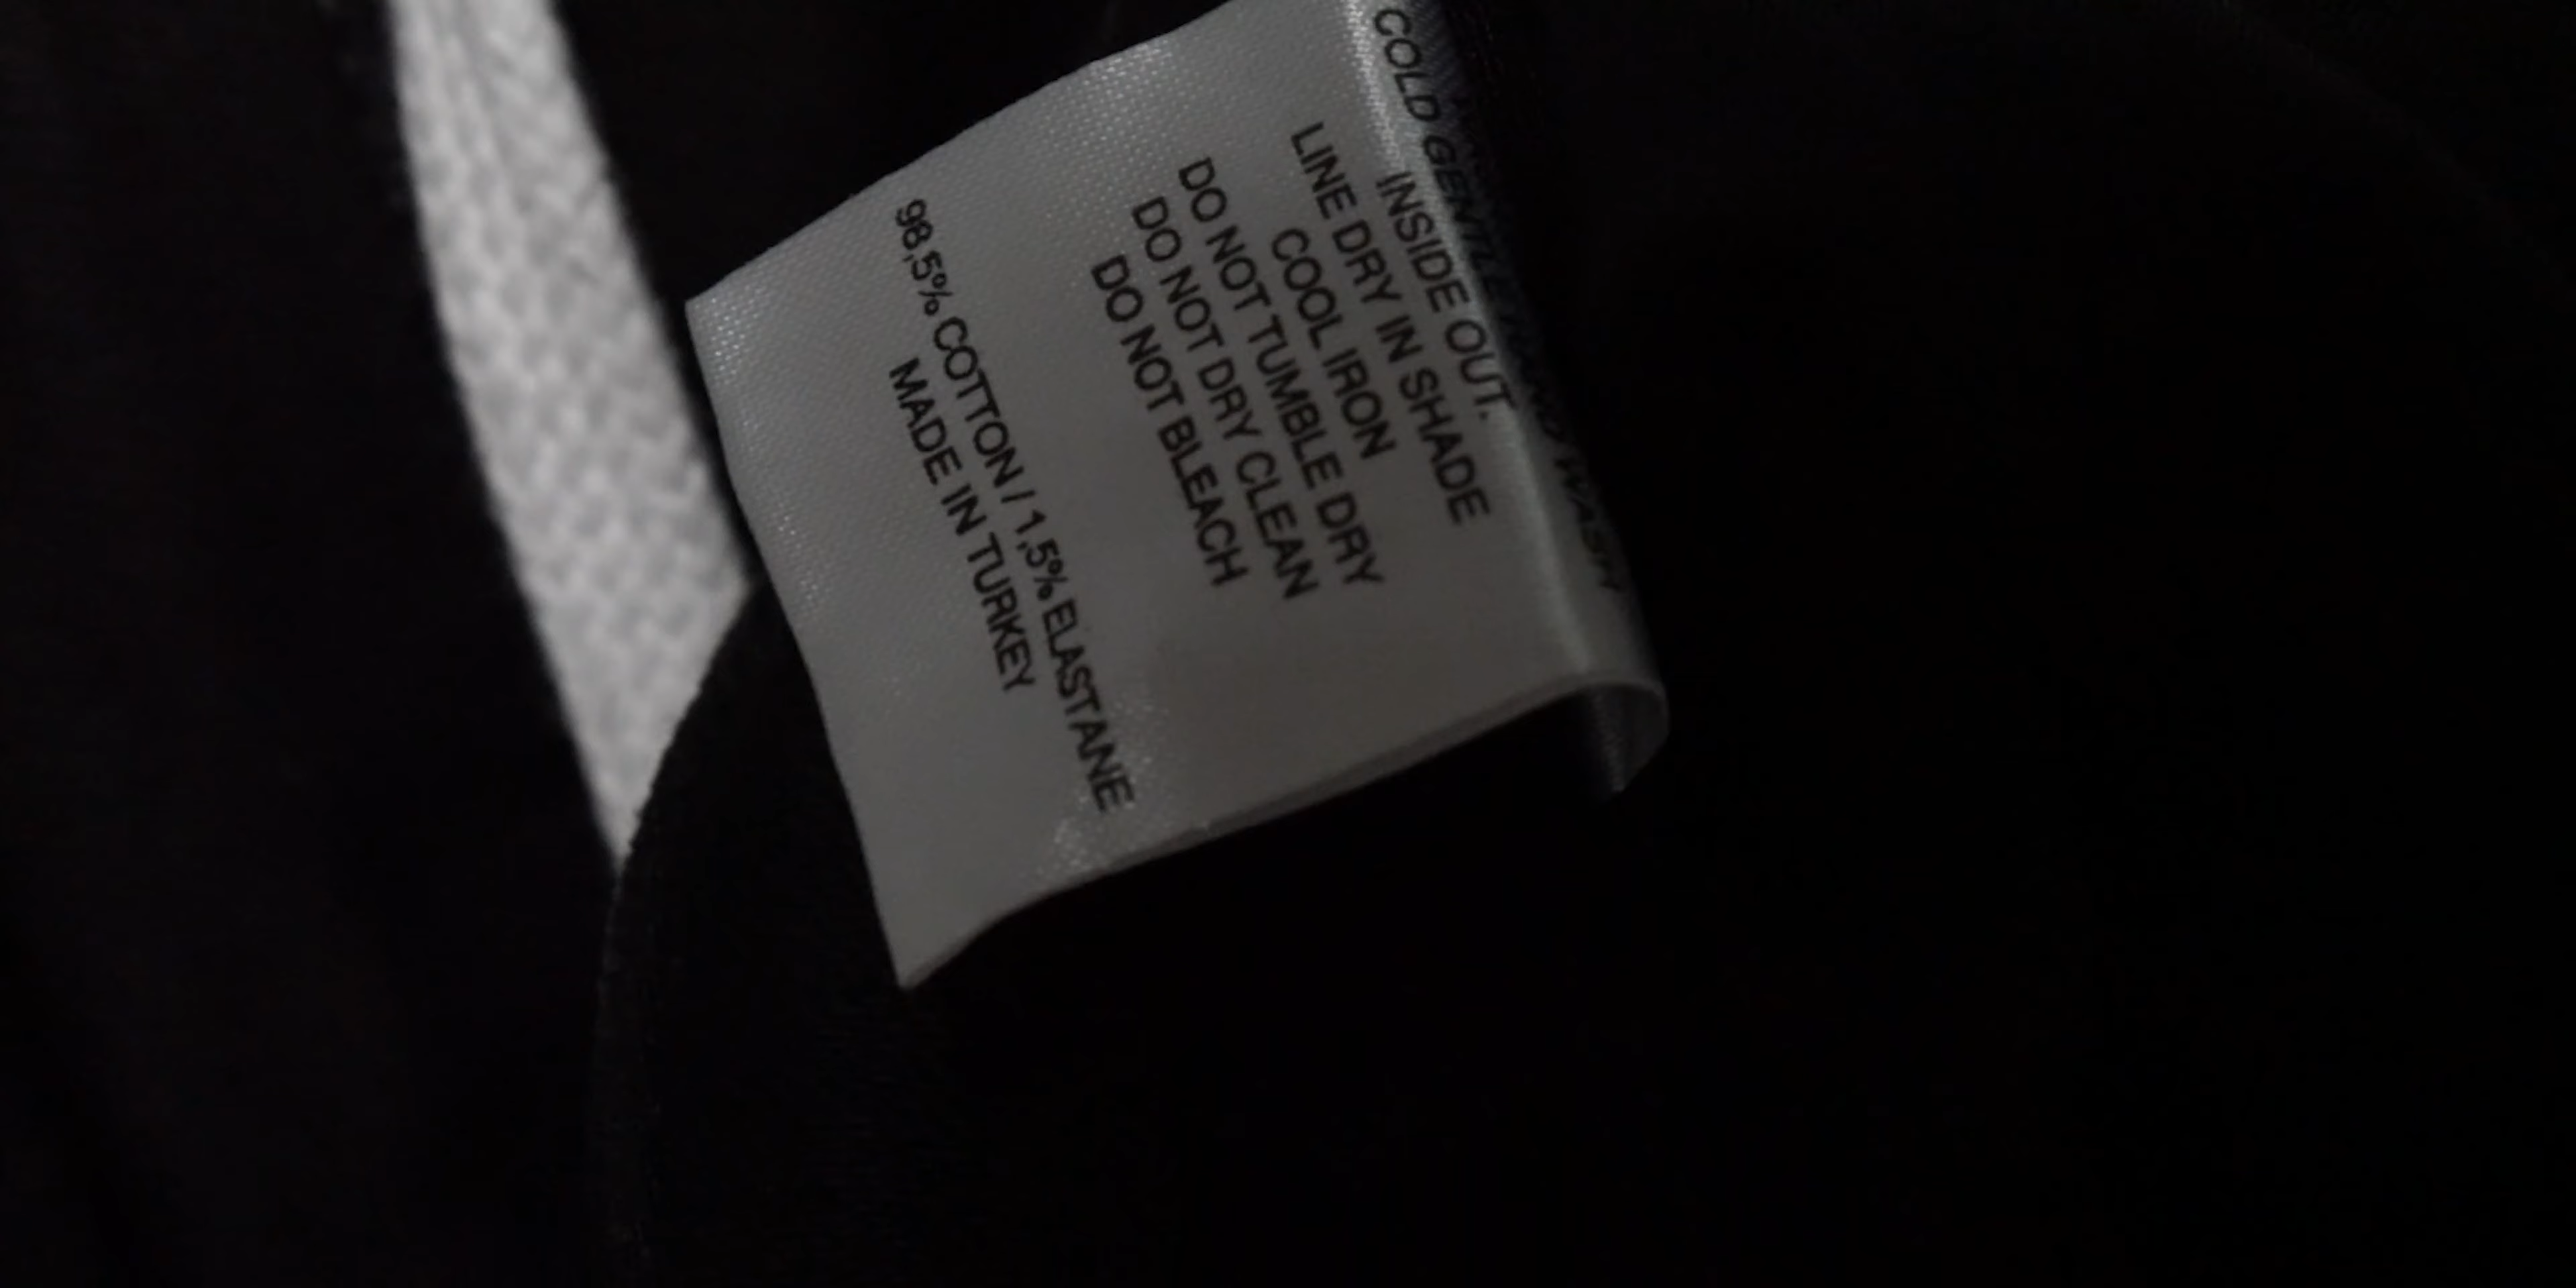 COLD GENTLE HAND WASH
INSIDE OUT.
LINE DRY IN SHADE
COOL IRON
DO NOT TUMBLE DRY
DO NOT DRY CLEAN
DO NOT BLEACH
98,5% COTTON / 1,5% ELASTANE
MADE IN TURKEY